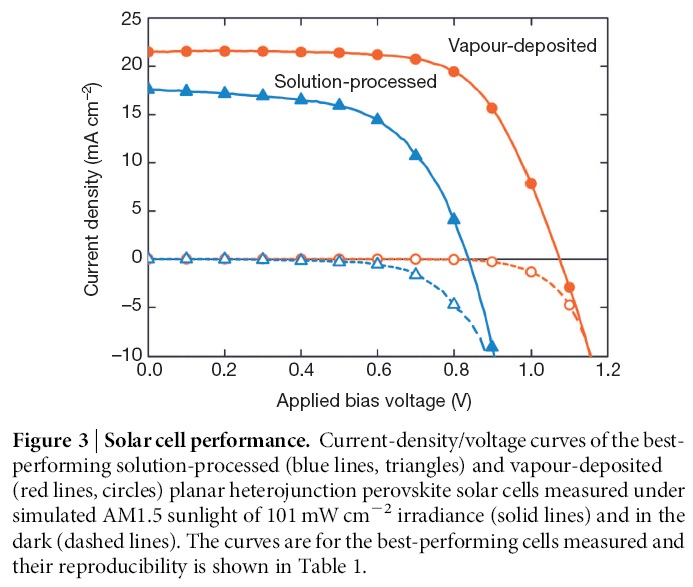 25
20
15
10
5
0
−5
−10
Current density (mA cm−2)
Vapour-deposited
Solution-processed
0.0
0.2
0.4
0.6
0.8
1.0
1.2
Applied bias voltage (V)
Figure 3 | Solar cell performance. Current-density/voltage curves of the best-
performing solution-processed (blue lines, triangles) and vapour-deposited
(red lines, circles) planar heterojunction perovskite solar cells measured under
simulated AM1.5 sunlight of 101 mW cm−2 irradiance (solid lines) and in the
dark (dashed lines). The curves are for the best-performing cells measured and
their reproducibility is shown in Table 1.